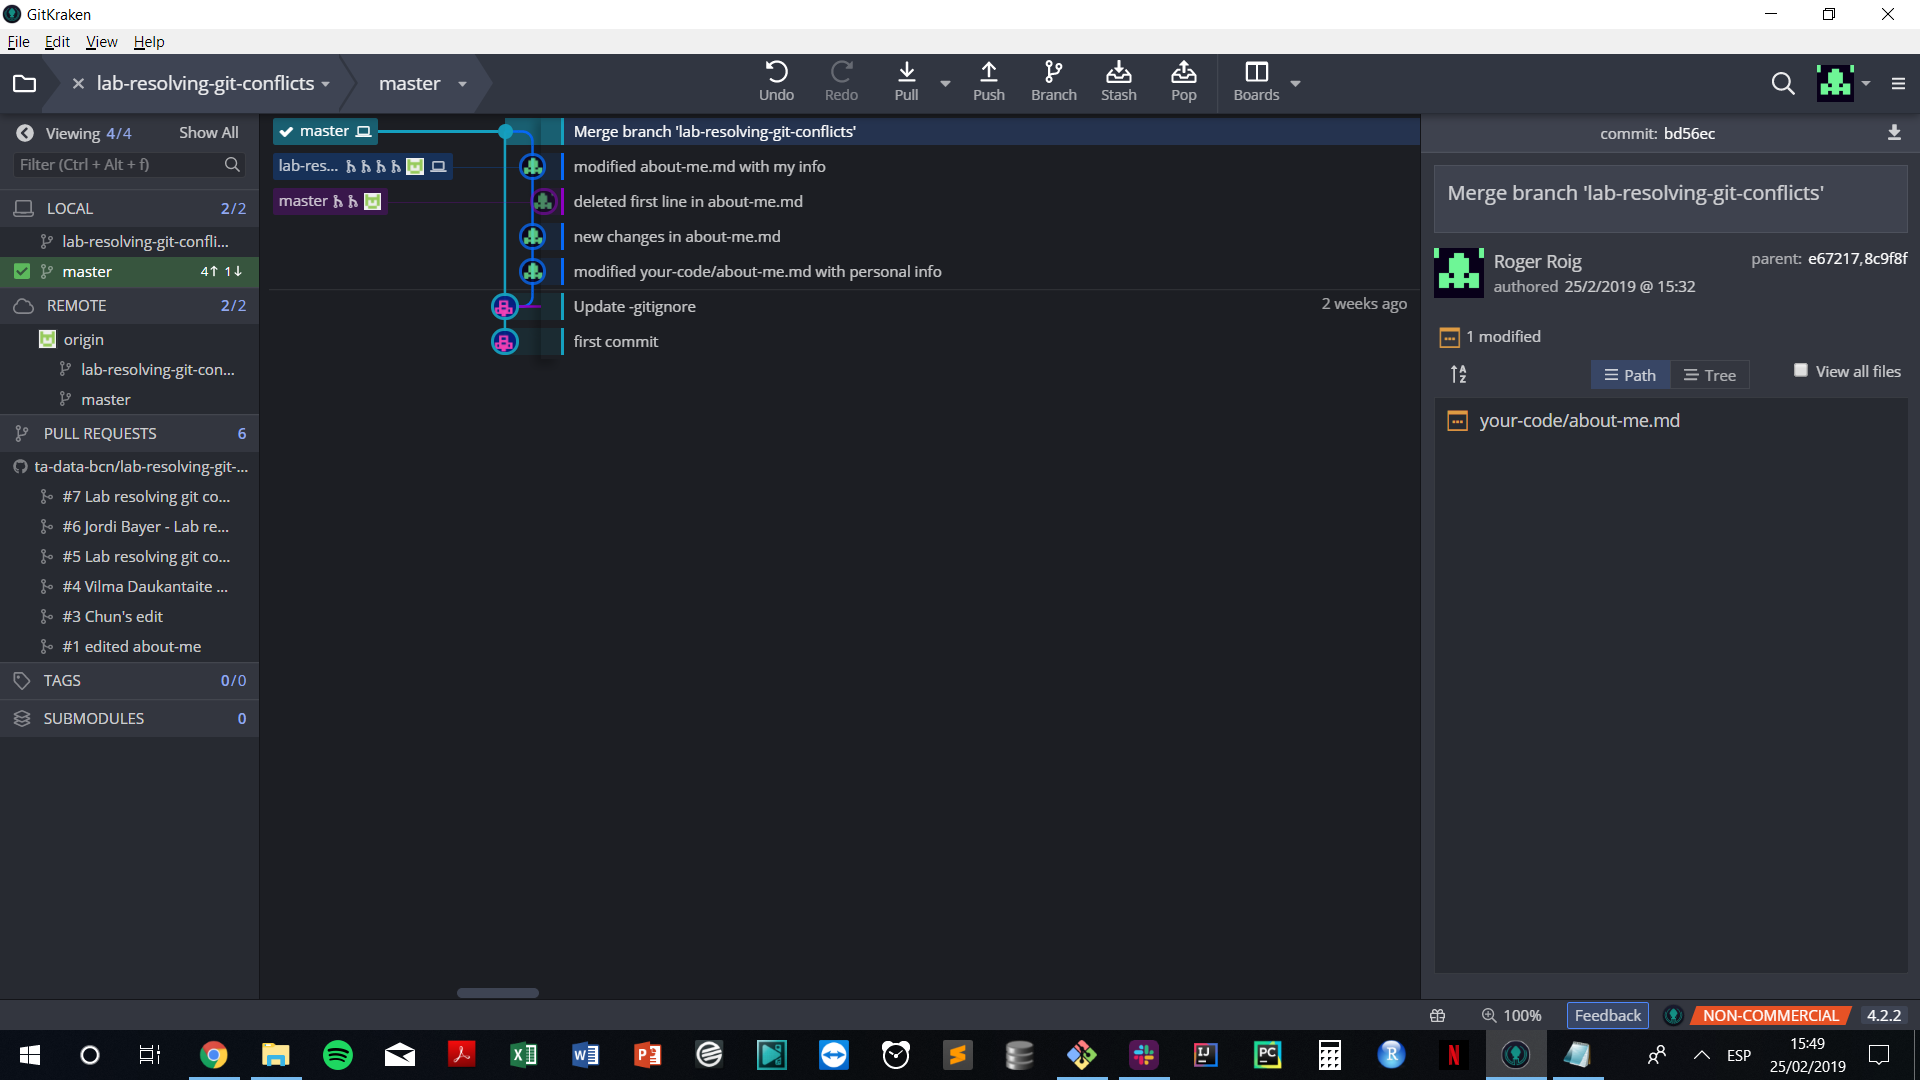 GitKraken
File Edit View Help
lab-resolving-git-conflicts
master
Undo
Redo
Pull
Push
Branch
Stash
Pop
Boards
Viewing 4/4 Show All
Filter (Ctrl + Alt + f)
LOCAL 2/2
lab-resolving-git-confli...
master 4↑ 1↓
REMOTE 2/2
origin
lab-resolving-git-con...
master
PULL REQUESTS 6
ta-data-bcn/lab-resolving-git-...
#7 Lab resolving git co...
#6 Jordi Bayer - Lab re...
#5 Lab resolving git co...
#4 Vilma Daukantaite ...
#3 Chun's edit
#1 edited about-me
TAGS 0/0
SUBMODULES 0
master Merge branch 'lab-resolving-git-conflicts'
lab-res... modified about-me.md with my info
master deleted first line in about-me.md
new changes in about-me.md
modified your-code/about-me.md with personal info
Update -gitignore 2 weeks ago
first commit
commit: bd56ec
Merge branch 'lab-resolving-git-conflicts'
Roger Roig parent: e67217,8c9f8f
authored 25/2/2019 @ 15:32
1 modified
Path Tree View all files
your-code/about-me.md
100% Feedback NON-COMMERCIAL 4.2.2
ESP
15:49
25/02/2019